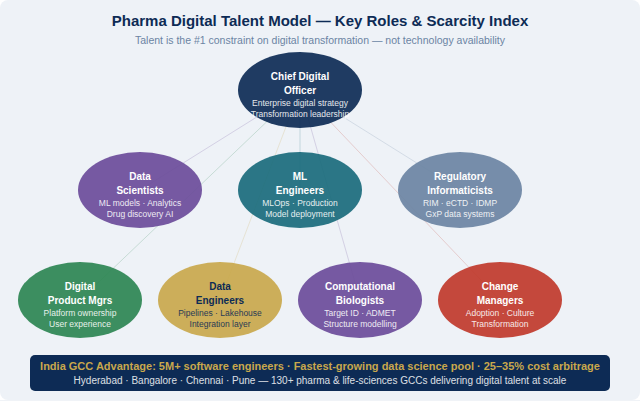 Pharma Digital Talent Model — Key Roles & Scarcity Index
Talent is the #1 constraint on digital transformation — not technology availability
Chief Digital
Officer
Enterprise digital strategy
Transformation leadership
Data
Scientists
ML models · Analytics
Drug discovery AI
ML
Engineers
MLOps · Production
Model deployment
Regulatory
Informaticists
RIM · eCTD · IDMP
GxP data systems
Digital
Product Mgrs
Platform ownership
User experience
Data
Engineers
Pipelines · Lakehouse
Integration layer
Computational
Biologists
Target ID · ADMET
Structure modelling
Change
Managers
Adoption · Culture
Transformation
India GCC Advantage: 5M+ software engineers · Fastest-growing data science pool · 25–35% cost arbitrage
Hyderabad · Bangalore · Chennai · Pune — 130+ pharma & life-sciences GCCs delivering digital talent at scale